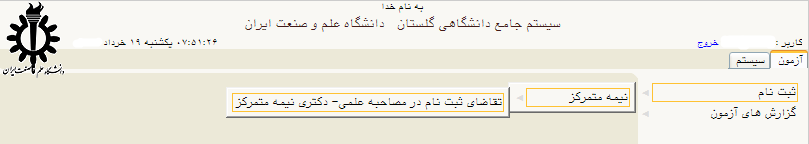 به نام خدا
سیستم جامع دانشگاهی گلستان   دانشگاه علم و صنعت ایران
کاربر :   خروج   ۰۷:۵۱:۲۶ یکشنبه ۱۹ خرداد
دانشگاه علم و صنعت ایران
آزمون   سیستم
ثبت نام   نیمه متمرکز   تقاضای ثبت نام در مصاحبه علمی- دکتری نیمه متمرکز
گزارش های آزمون